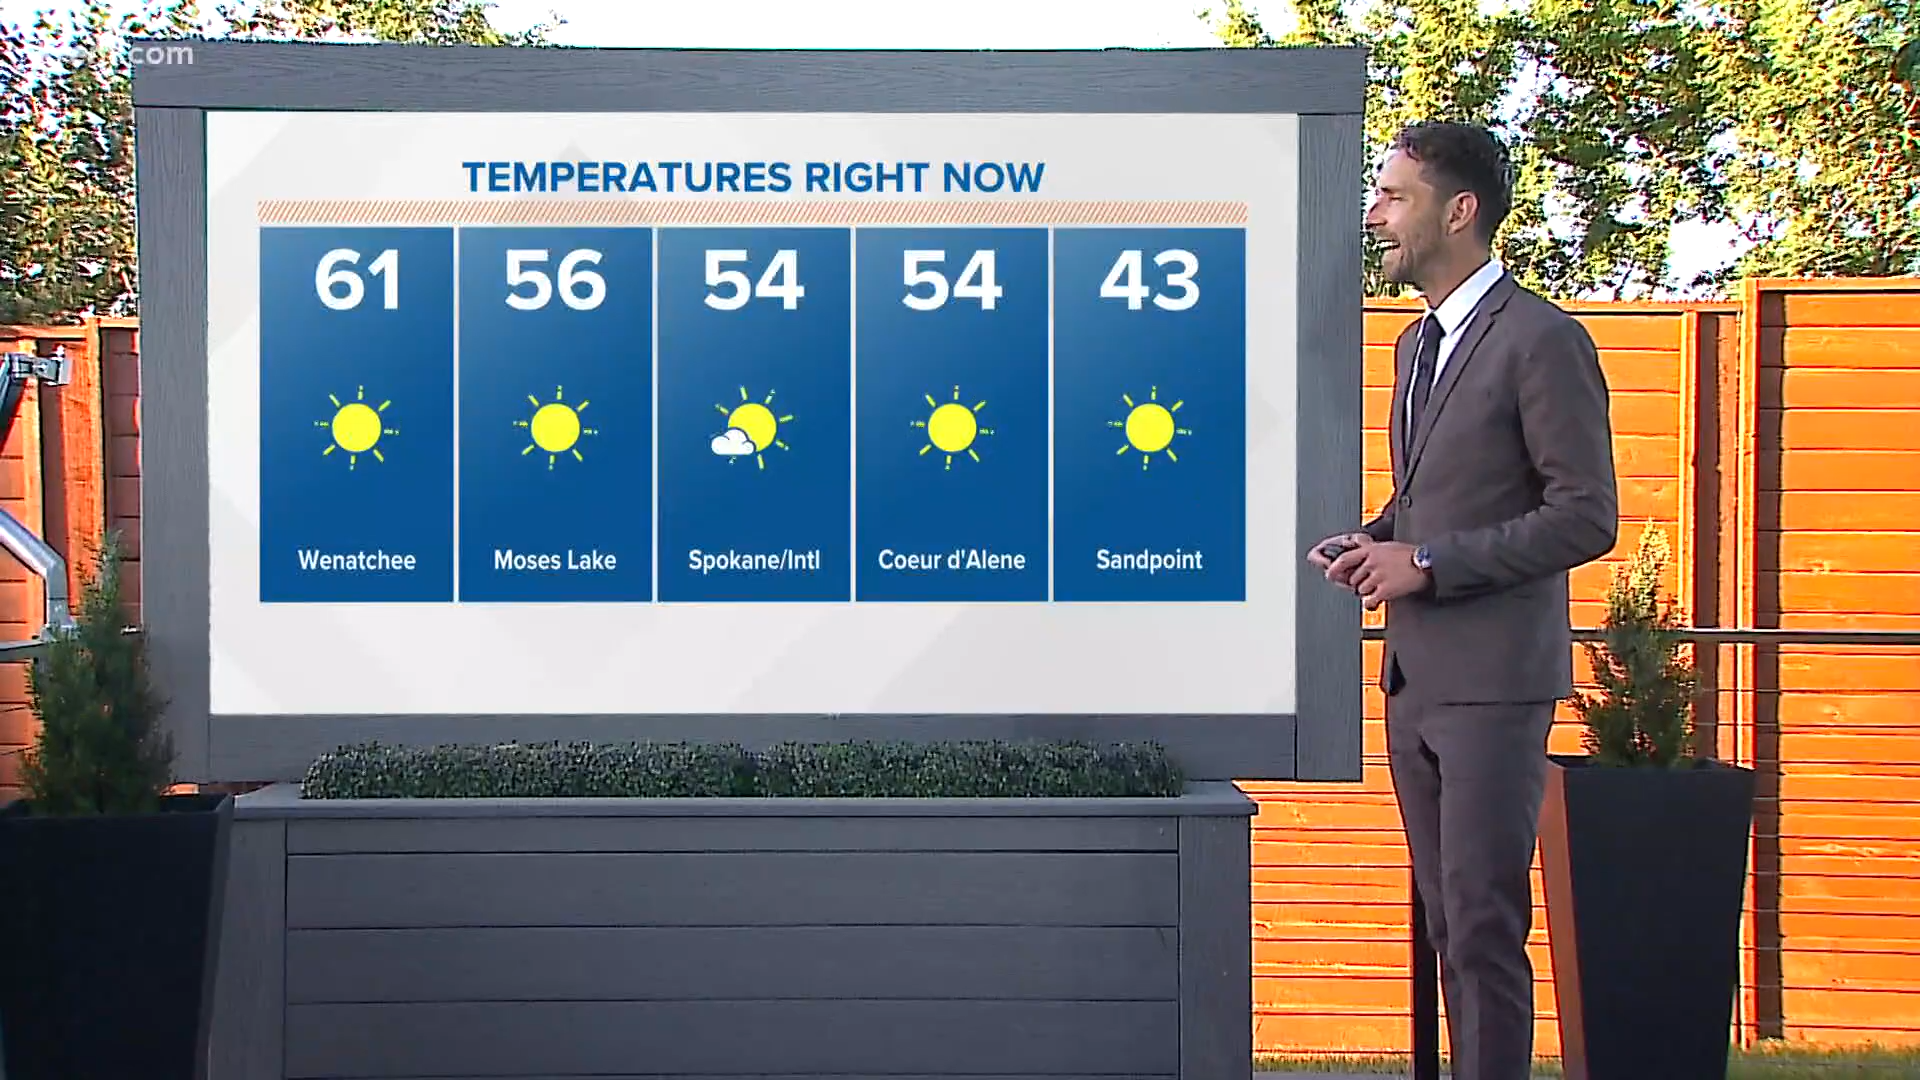 .com
TEMPERATURES RIGHT NOW
61 56 54 54 43
Wenatchee Moses Lake Spokane/Intl Coeur d'Alene Sandpoint